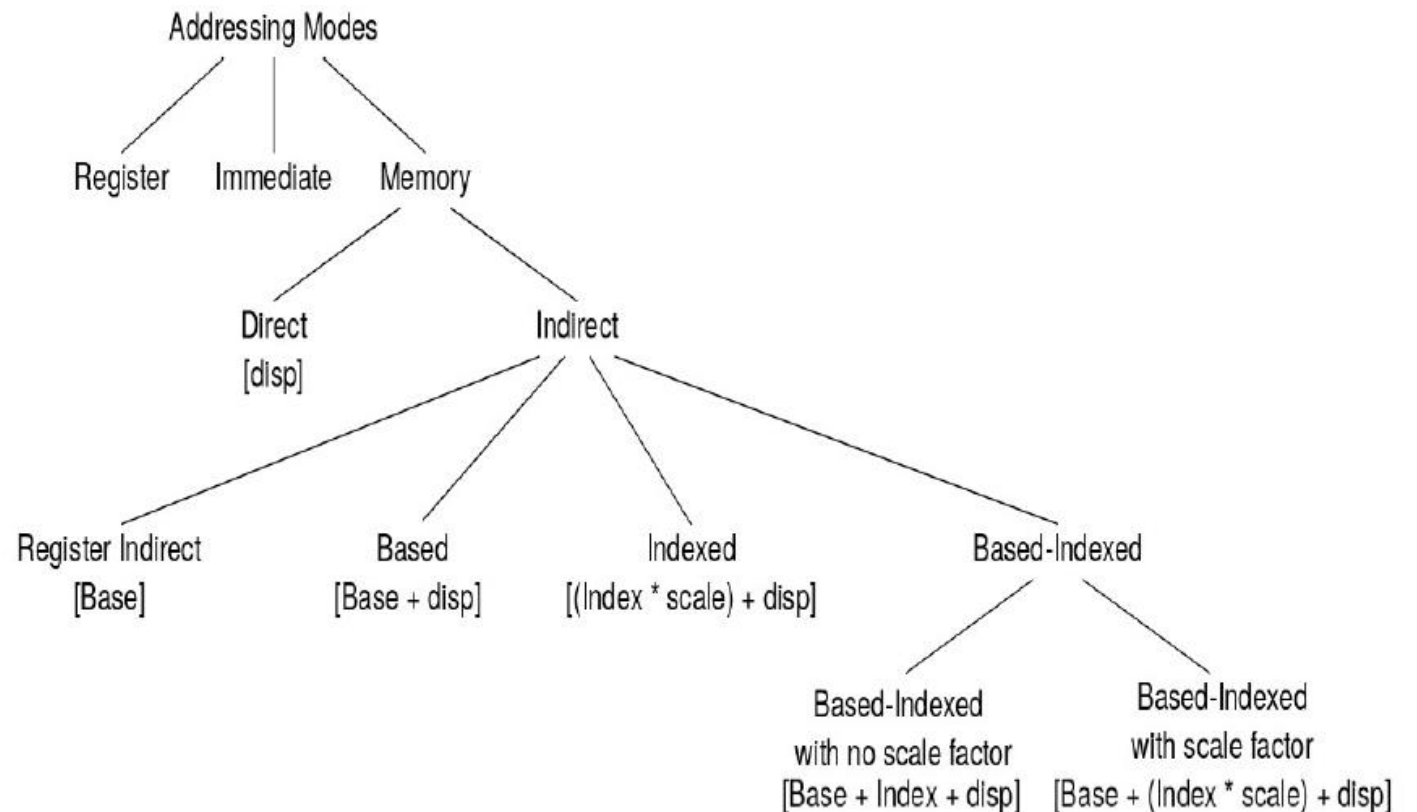 Addressing Modes
Register Immediate Memory
Direct Indirect
[disp]
Register Indirect Based Indexed Based-Indexed
[Base] [Base + disp] [(Index * scale) + disp]
Based-Indexed Based-Indexed
with no scale factor with scale factor
[Base + Index + disp] [Base + (Index * scale) + disp]